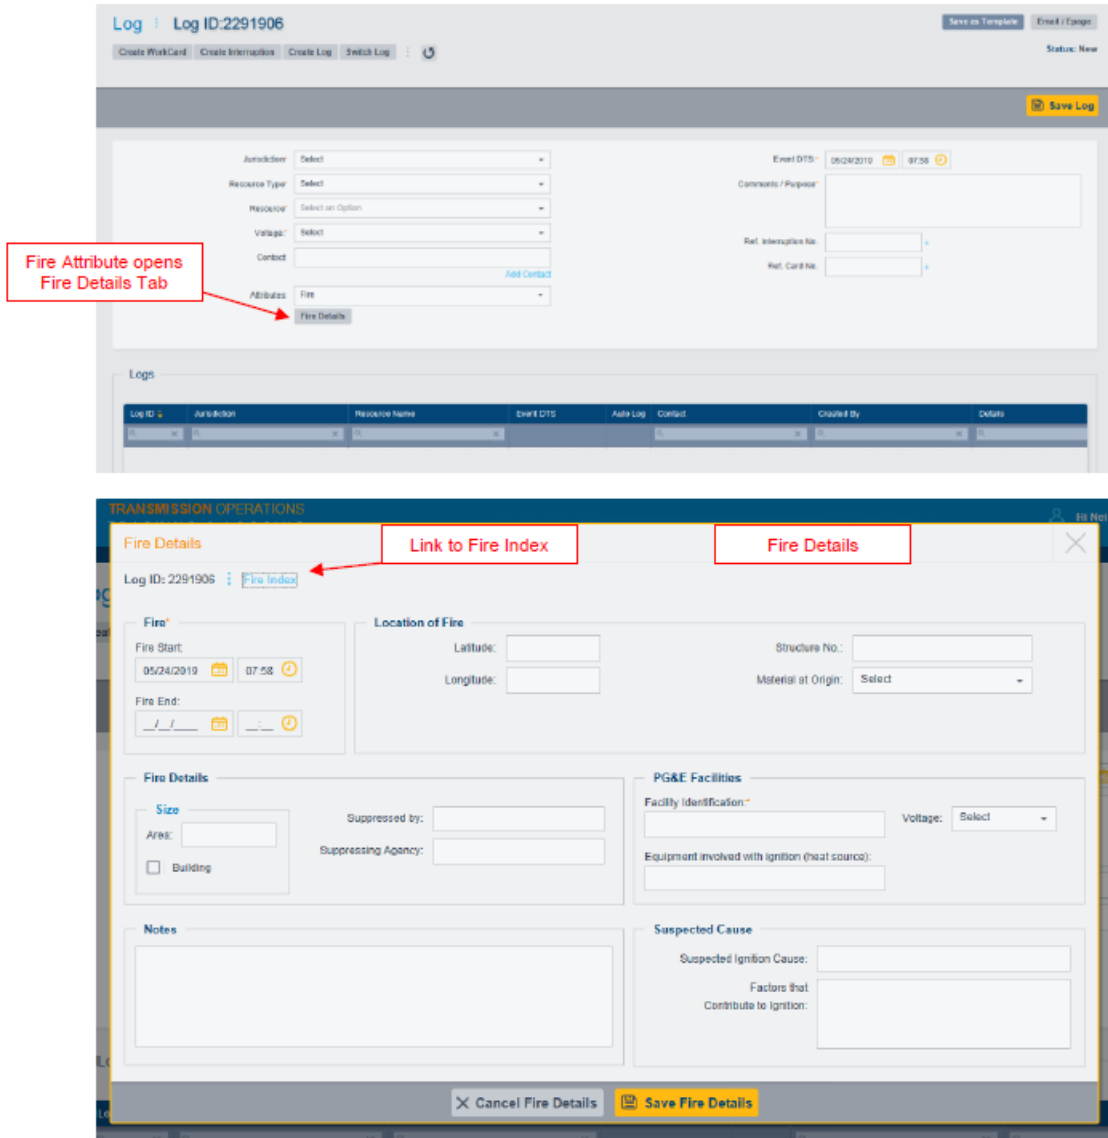 Log ⋮ Log ID:2291906
Save as Template Email / Epage
Create WorkCard Create Interruption Create Log Switch Log
Status: New
Save Log
Jurisdiction* Select
Event DTS:* 05/24/2019 07:58
Resource Type* Select
Comments / Purpose*
Resource* Select an Option
Voltage:* Select
Ref. Interruption No. +
Contact
Ref. Card No. +
Add Contact
Fire Attribute opens
Fire Details Tab
Attributes Fire
Fire Details
Logs
Log ID Jurisdiction Resource Name Event DTS Auto Log Contact Created By Details
TRANSMISSION OPERATIONS
Hi Nei
Fire Details
Link to Fire Index
Fire Details
Log ID: 2291906 ⋮ Fire Index
Fire*
Location of Fire
Fire Start:
Latitude:
Structure No.:
05/24/2019 07:58
Longitude:
Material at Origin: Select
Fire End:
__/__/____ __:__
Fire Details
PG&E Facilities
Size
Facility Identification:*
Area:
Suppressed by:
Voltage: Select
Suppressing Agency:
Equipment involved with Ignition (heat source):
Building
Notes
Suspected Cause
Suspected Ignition Cause:
Factors that
Contribute to Ignition:
Cancel Fire Details
Save Fire Details